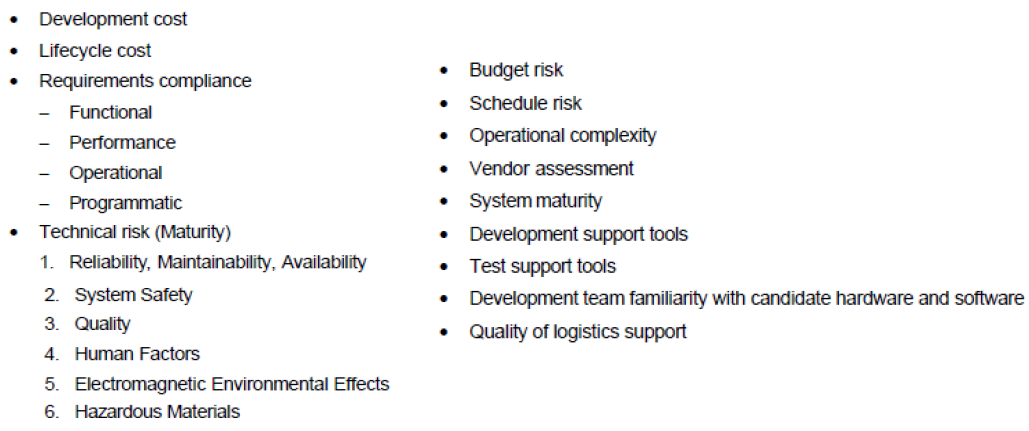 • Development cost
• Lifecycle cost
• Requirements compliance
– Functional
– Performance
– Operational
– Programmatic
• Technical risk (Maturity)
1. Reliability, Maintainability, Availability
2. System Safety
3. Quality
4. Human Factors
5. Electromagnetic Environmental Effects
6. Hazardous Materials
• Budget risk
• Schedule risk
• Operational complexity
• Vendor assessment
• System maturity
• Development support tools
• Test support tools
• Development team familiarity with candidate hardware and software
• Quality of logistics support